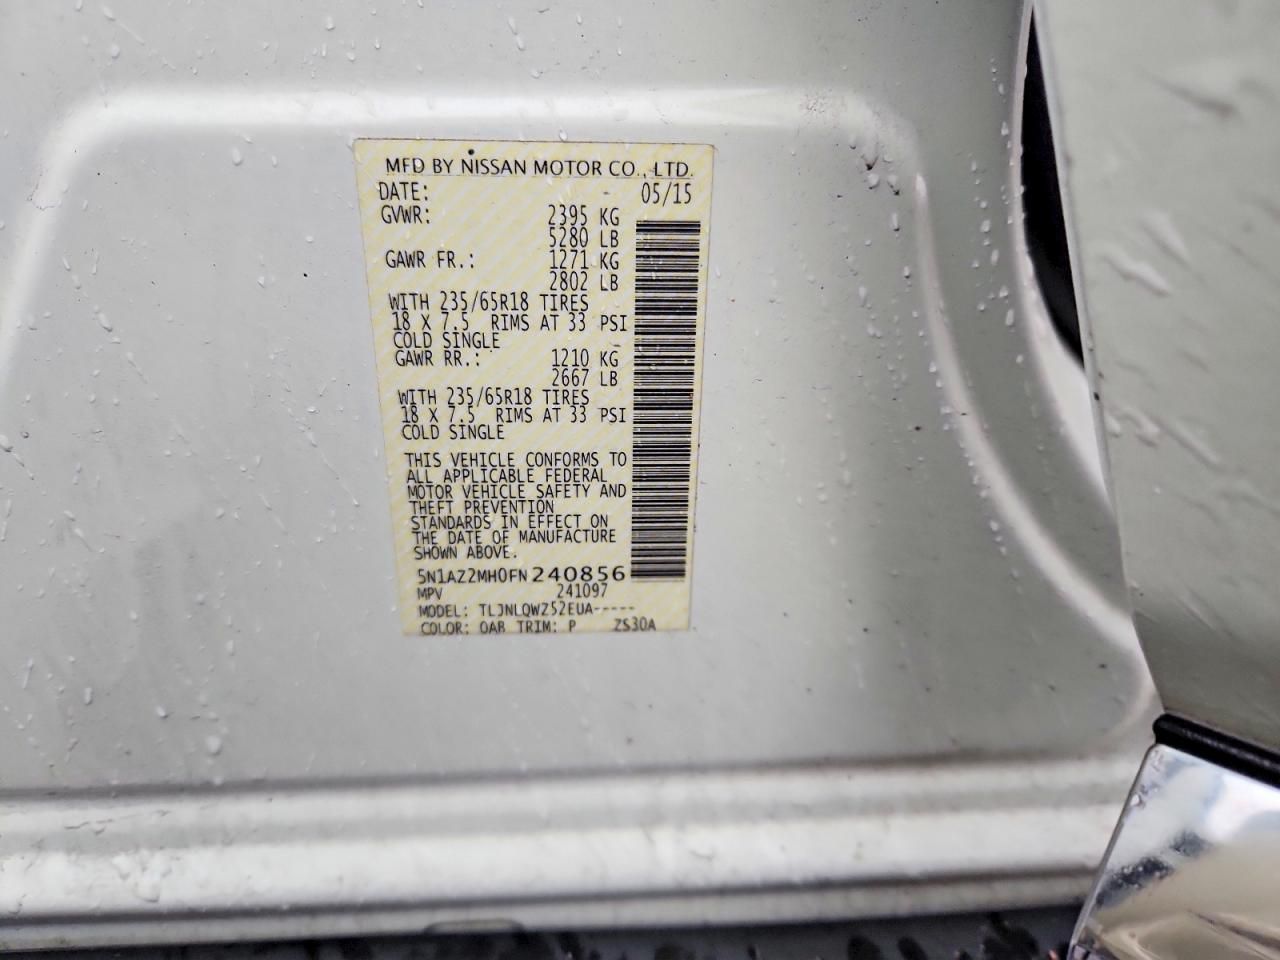 MFD BY NISSAN MOTOR CO., LTD.
DATE: 05/15
GVWR: 2395 KG
5280 LB
GAWR FR.: 1271 KG
2802 LB
WITH 235/65R18 TIRES
18 X 7.5 RIMS AT 33 PSI
COLD SINGLE
GAWR RR.: 1210 KG
2667 LB
WITH 235/65R18 TIRES
18 X 7.5 RIMS AT 33 PSI
COLD SINGLE
THIS VEHICLE CONFORMS TO
ALL APPLICABLE FEDERAL
MOTOR VEHICLE SAFETY AND
THEFT PREVENTION
STANDARDS IN EFFECT ON
THE DATE OF MANUFACTURE
SHOWN ABOVE.
5N1AZ2MH0FN240856
MPV 241097
MODEL: TLJNLQWZ52EUA-----
COLOR: QAB TRIM: P ZS30A